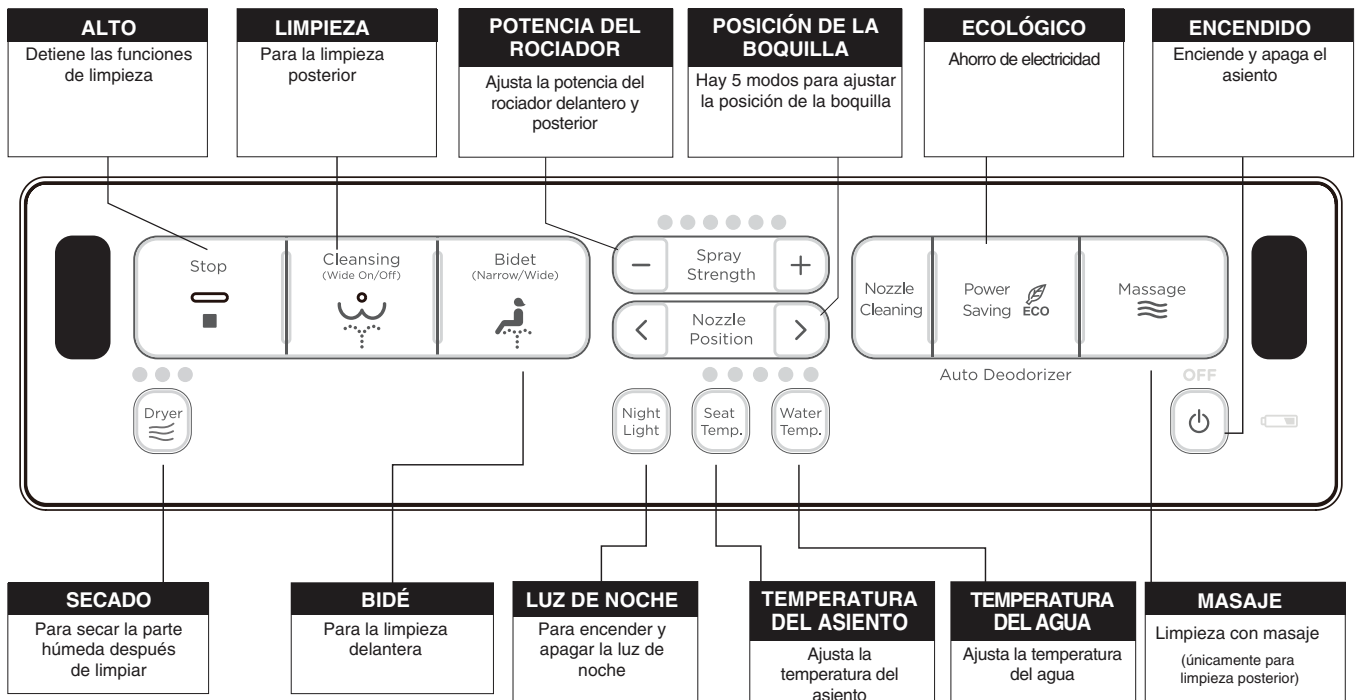 ALTO
Detiene las funciones
de limpieza
LIMPIEZA
Para la limpieza
posterior
POTENCIA DEL
ROCIADOR
Ajusta la potencia del
rociador delantero y
posterior
POSICIÓN DE LA
BOQUILLA
Hay 5 modos para ajustar
la posición de la boquilla
ECOLÓGICO
Ahorro de electricidad
ENCENDIDO
Enciende y apaga el
asiento
Stop
Cleansing
(Wide On/Off)
Bidet
(Narrow/Wide)
Spray
Strength
Nozzle
Position
Nozzle
Cleaning
Power
Saving
ECO
Massage
Auto Deodorizer
OFF
Dryer
Night
Light
Seat
Temp.
Water
Temp.
SECADO
Para secar la parte
húmeda después
de limpiar
BIDÉ
Para la limpieza
delantera
LUZ DE NOCHE
Para encender y
apagar la luz de
noche
TEMPERATURA
DEL ASIENTO
Ajusta la
temperatura del
asiento
TEMPERATURA
DEL AGUA
Ajusta la temperatura
del agua
MASAJE
Limpieza con masaje
(únicamente para
limpieza posterior)